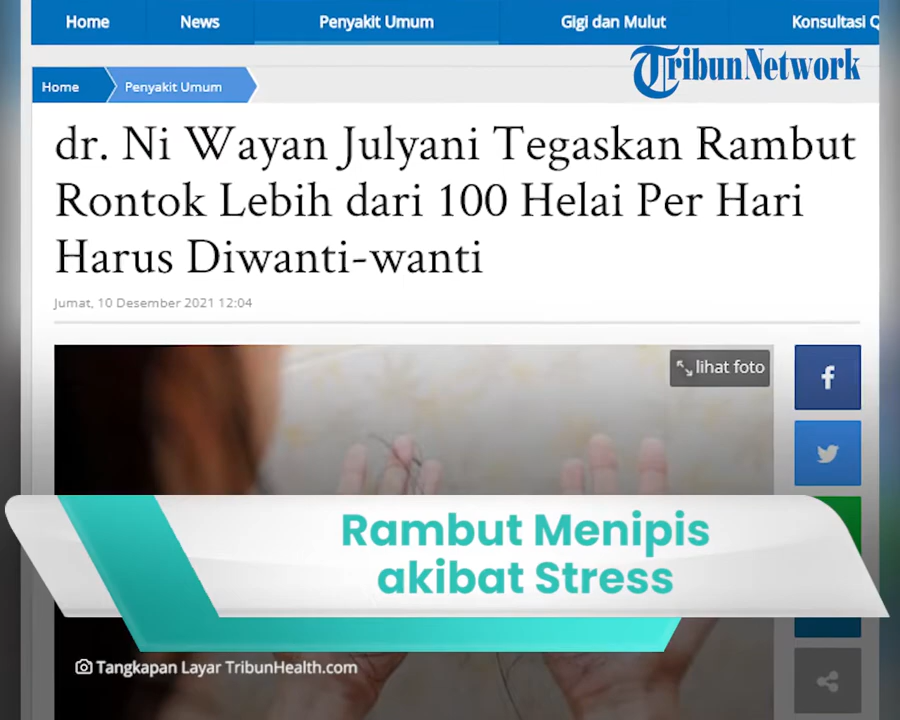 Home News Penyakit Umum Gigi dan Mulut Konsultasi Q
TribunNetwork
Home Penyakit Umum
dr. Ni Wayan Julyani Tegaskan Rambut
Rontok Lebih dari 100 Helai Per Hari
Harus Diwanti-wanti
Jumat, 10 Desember 2021 12:04
lihat foto
Rambut Menipis
akibat Stress
Tangkapan Layar TribunHealth.com